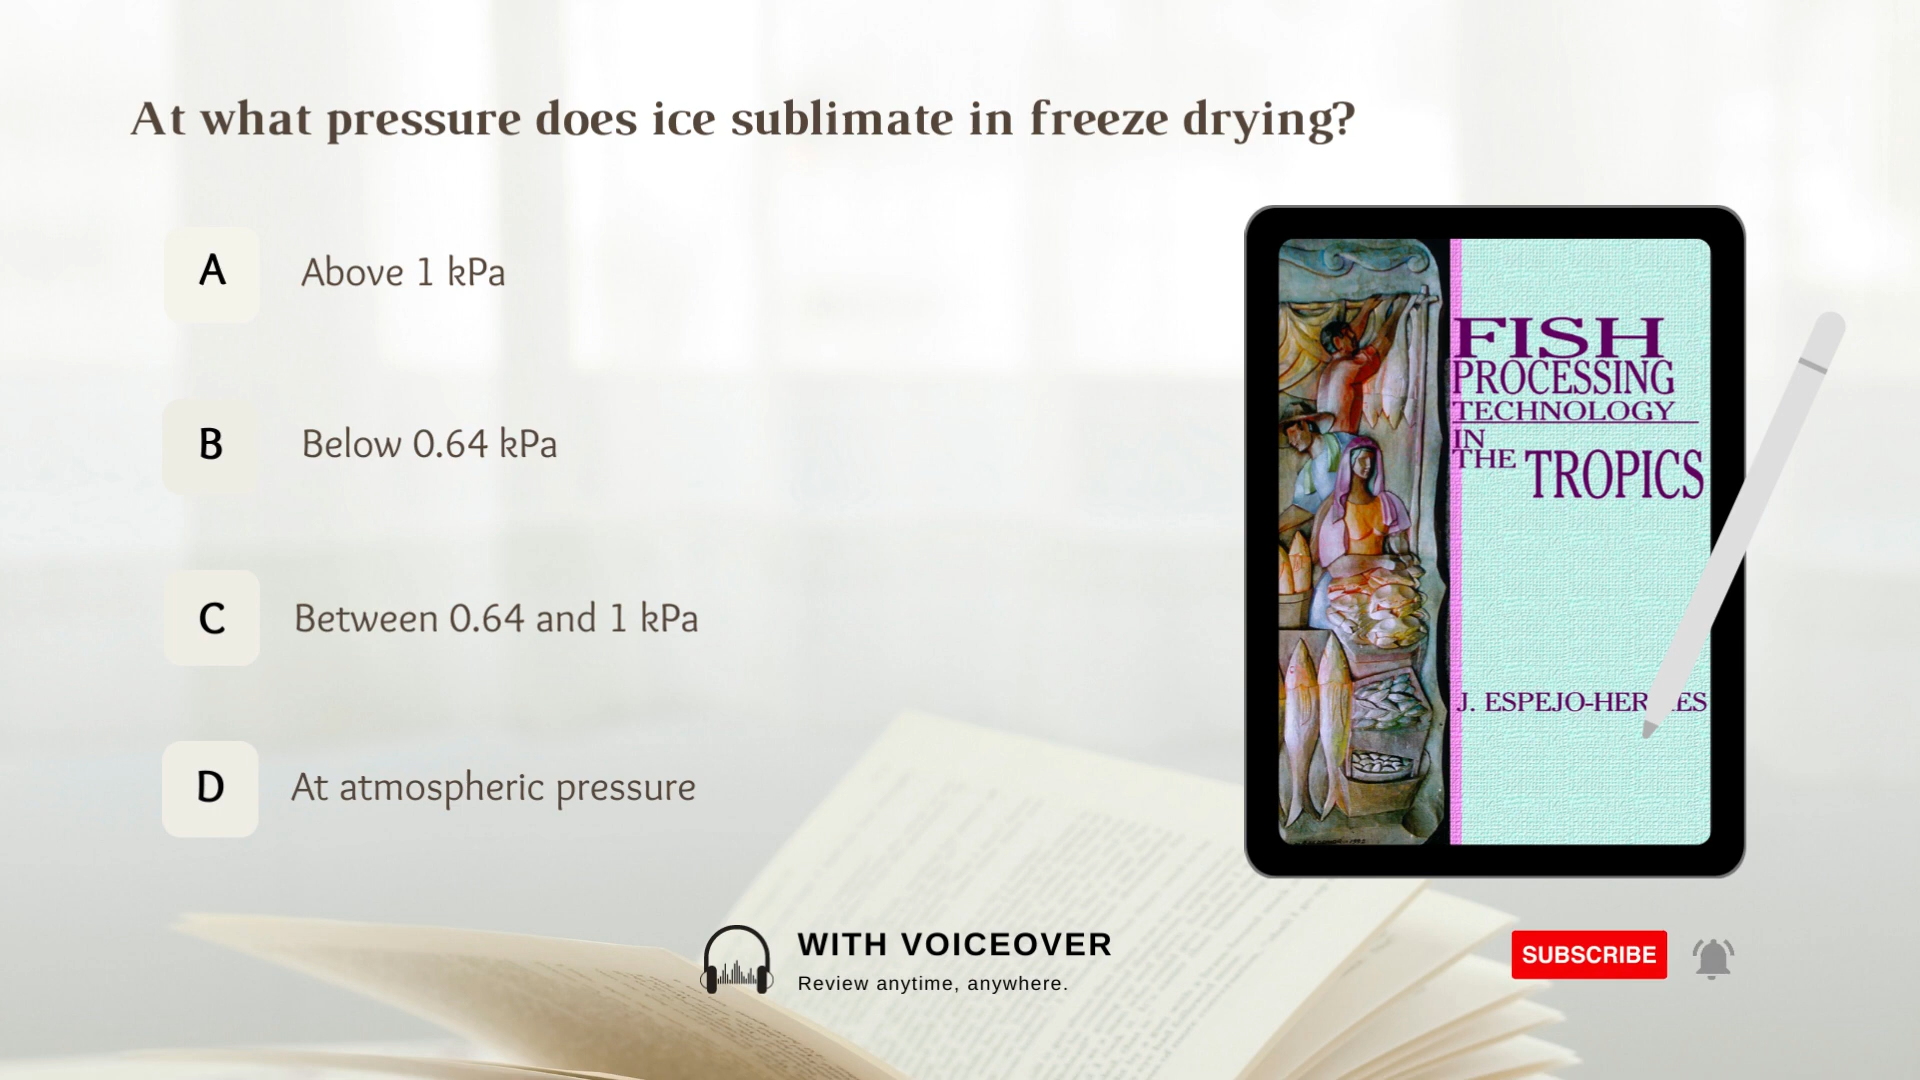 At what pressure does ice sublimate in freeze drying?
A
Above 1 kPa
B
Below 0.64 kPa
C
Between 0.64 and 1 kPa
D
At atmospheric pressure
FISH
PROCESSING
TECHNOLOGY
IN
THE TROPICS
J. ESPEJO-HER ES
WITH VOICEOVER
Review anytime, anywhere.
SUBSCRIBE